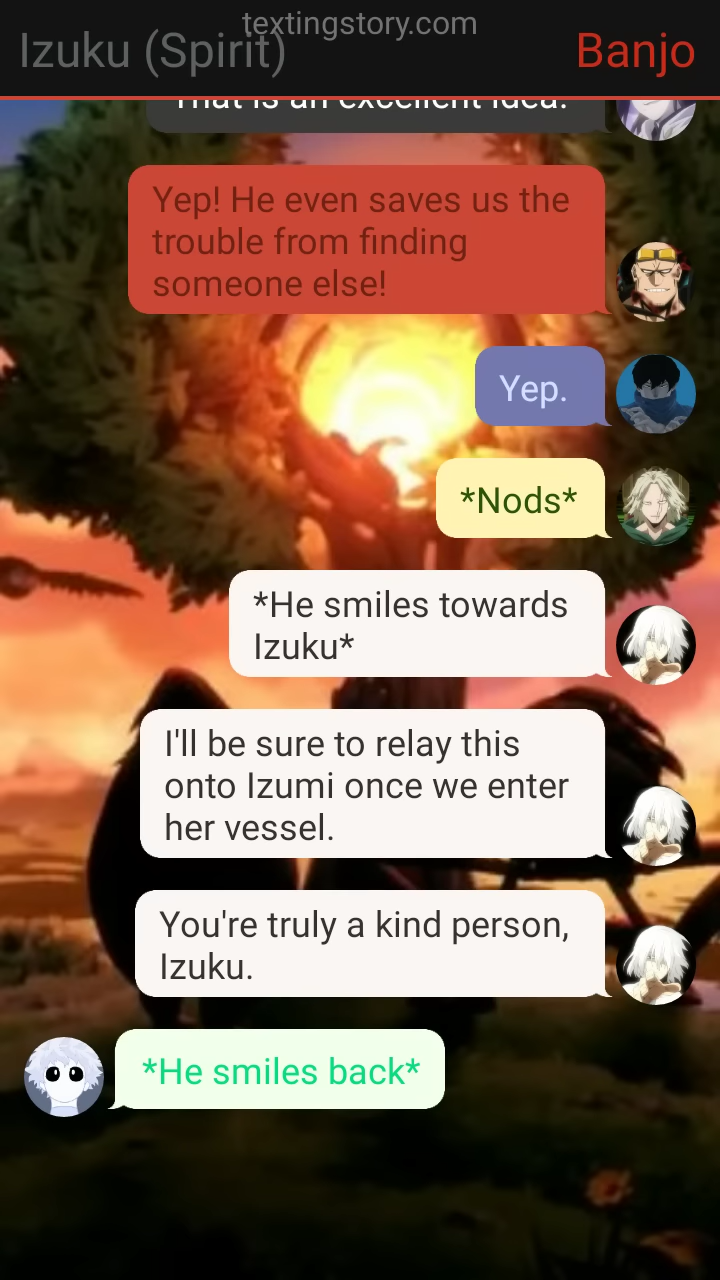 textingstory.com
Izuku (Spirit)
Banjo
That is an excellent idea.
Yep! He even saves us the
trouble from finding
someone else!
Yep.
*Nods*
*He smiles towards
Izuku*
I'll be sure to relay this
onto Izumi once we enter
her vessel.
You're truly a kind person,
Izuku.
*He smiles back*